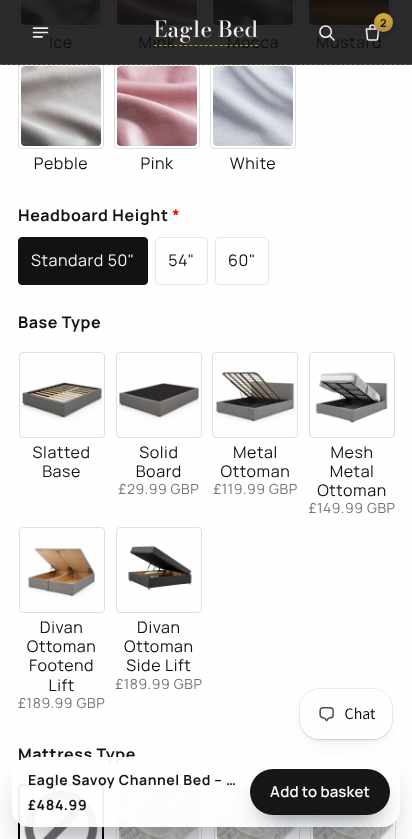 Eagle Bed
2
Ice
Mink
Mocca
Mustard
Pebble
Pink
White
Headboard Height *
Standard 50"
54"
60"
Base Type
Slatted
Base
Solid
Board
£29.99 GBP
Metal
Ottoman
£119.99 GBP
Mesh
Metal
Ottoman
£149.99 GBP
Divan
Ottoman
Footend
Lift
£189.99 GBP
Divan
Ottoman
Side Lift
£189.99 GBP
Chat
Mattress Type
Eagle Savoy Channel Bed – ...
£484.99
Add to basket